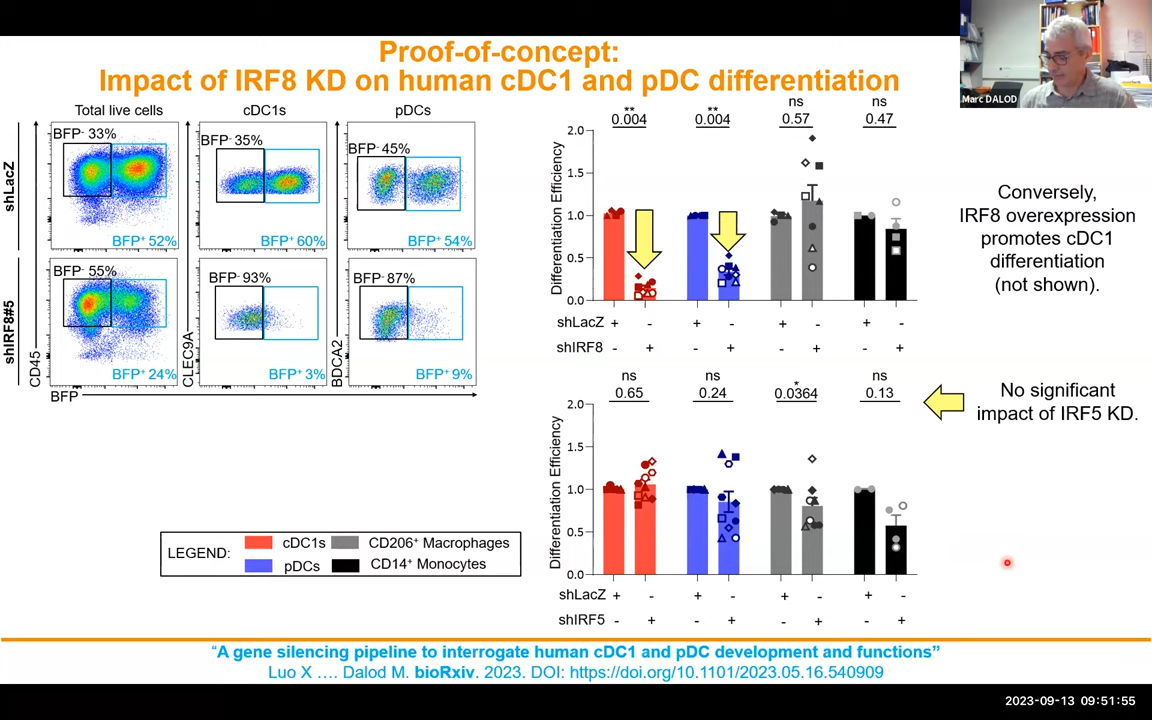 Proof-of-concept:
Impact of IRF8 KD on human cDC1 and pDC differentiation
Marc DALOD
Total live cells
cDC1s
pDCs
shLacZ
BFP- 33%
BFP+ 52%
BFP- 35%
BFP+ 60%
BFP- 45%
BFP+ 54%
shIRF8#5
BFP- 55%
BFP+ 24%
BFP- 93%
BFP+ 3%
BFP- 87%
BFP+ 9%
CD45
CLEC9A
BDCA2
BFP
** ** ns ns
0.004 0.004 0.57 0.47
Differentiation Efficiency
2.0
1.5
1.0
0.5
0.0
shLacZ + - + - + - + -
shIRF8 - + - + - + - +
Conversely,
IRF8 overexpression
promotes cDC1
differentiation
(not shown).
ns ns * ns
0.65 0.24 0.0364 0.13
Differentiation Efficiency
2.0
1.5
1.0
0.5
0.0
shLacZ + - + - + - + -
shIRF5 - + - + - + - +
No significant
impact of IRF5 KD.
LEGEND:
cDC1s
CD206+ Macrophages
pDCs
CD14+ Monocytes
“A gene silencing pipeline to interrogate human cDC1 and pDC development and functions”
Luo X …. Dalod M. bioRxiv. 2023. DOI: https://doi.org/10.1101/2023.05.16.540909
2023-09-13 09:51:55